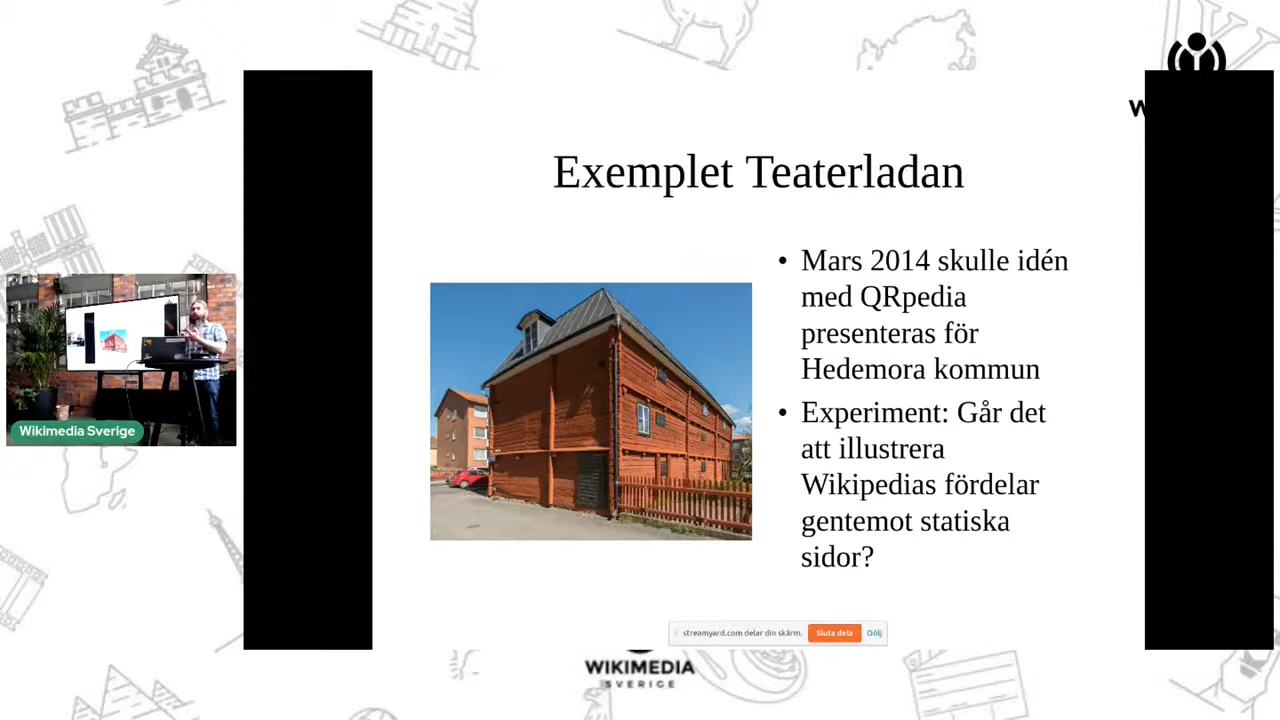 Exemplet Teaterladan
• Mars 2014 skulle idén
med QRpedia
presenteras för
Hedemora kommun
• Experiment: Går det
att illustrera
Wikipedias fördelar
gentemot statiska
sidor?
Wikimedia Sverige
streamyard.com delar din skärm. Sluta dela Dölj
WIKIMEDIA
SVERIGE